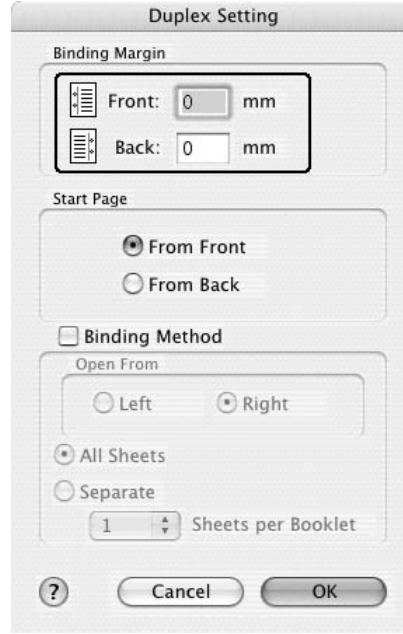 Duplex Setting
Binding Margin
Front: 0 mm
Back: 0 mm
Start Page
From Front
From Back
Binding Method
Open From
Left Right
All Sheets
Separate
1 Sheets per Booklet
? Cancel OK